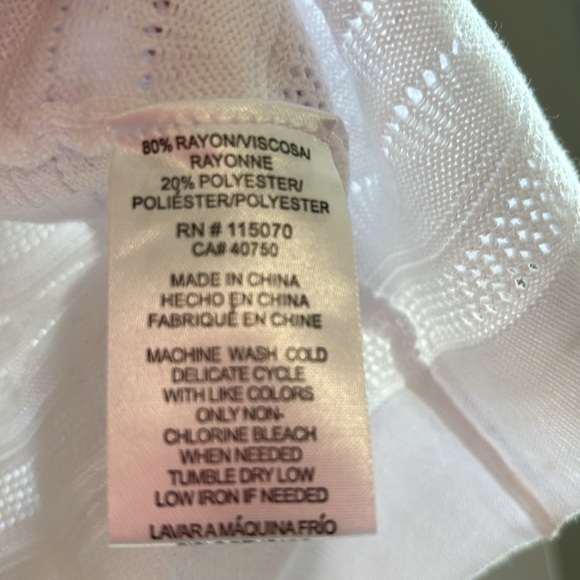 80% RAYON/VISCOSA/
RAYONNE
20% POLYESTER/
POLIÉSTER/POLYESTER
RN # 115070
CA# 40750
MADE IN CHINA
HECHO EN CHINA
FABRIQUÉ EN CHINE
MACHINE WASH COLD
DELICATE CYCLE
WITH LIKE COLORS
ONLY NON-
CHLORINE BLEACH
WHEN NEEDED
TUMBLE DRY LOW
LOW IRON IF NEEDED
LAVAR A MÁQUINA FRÍO